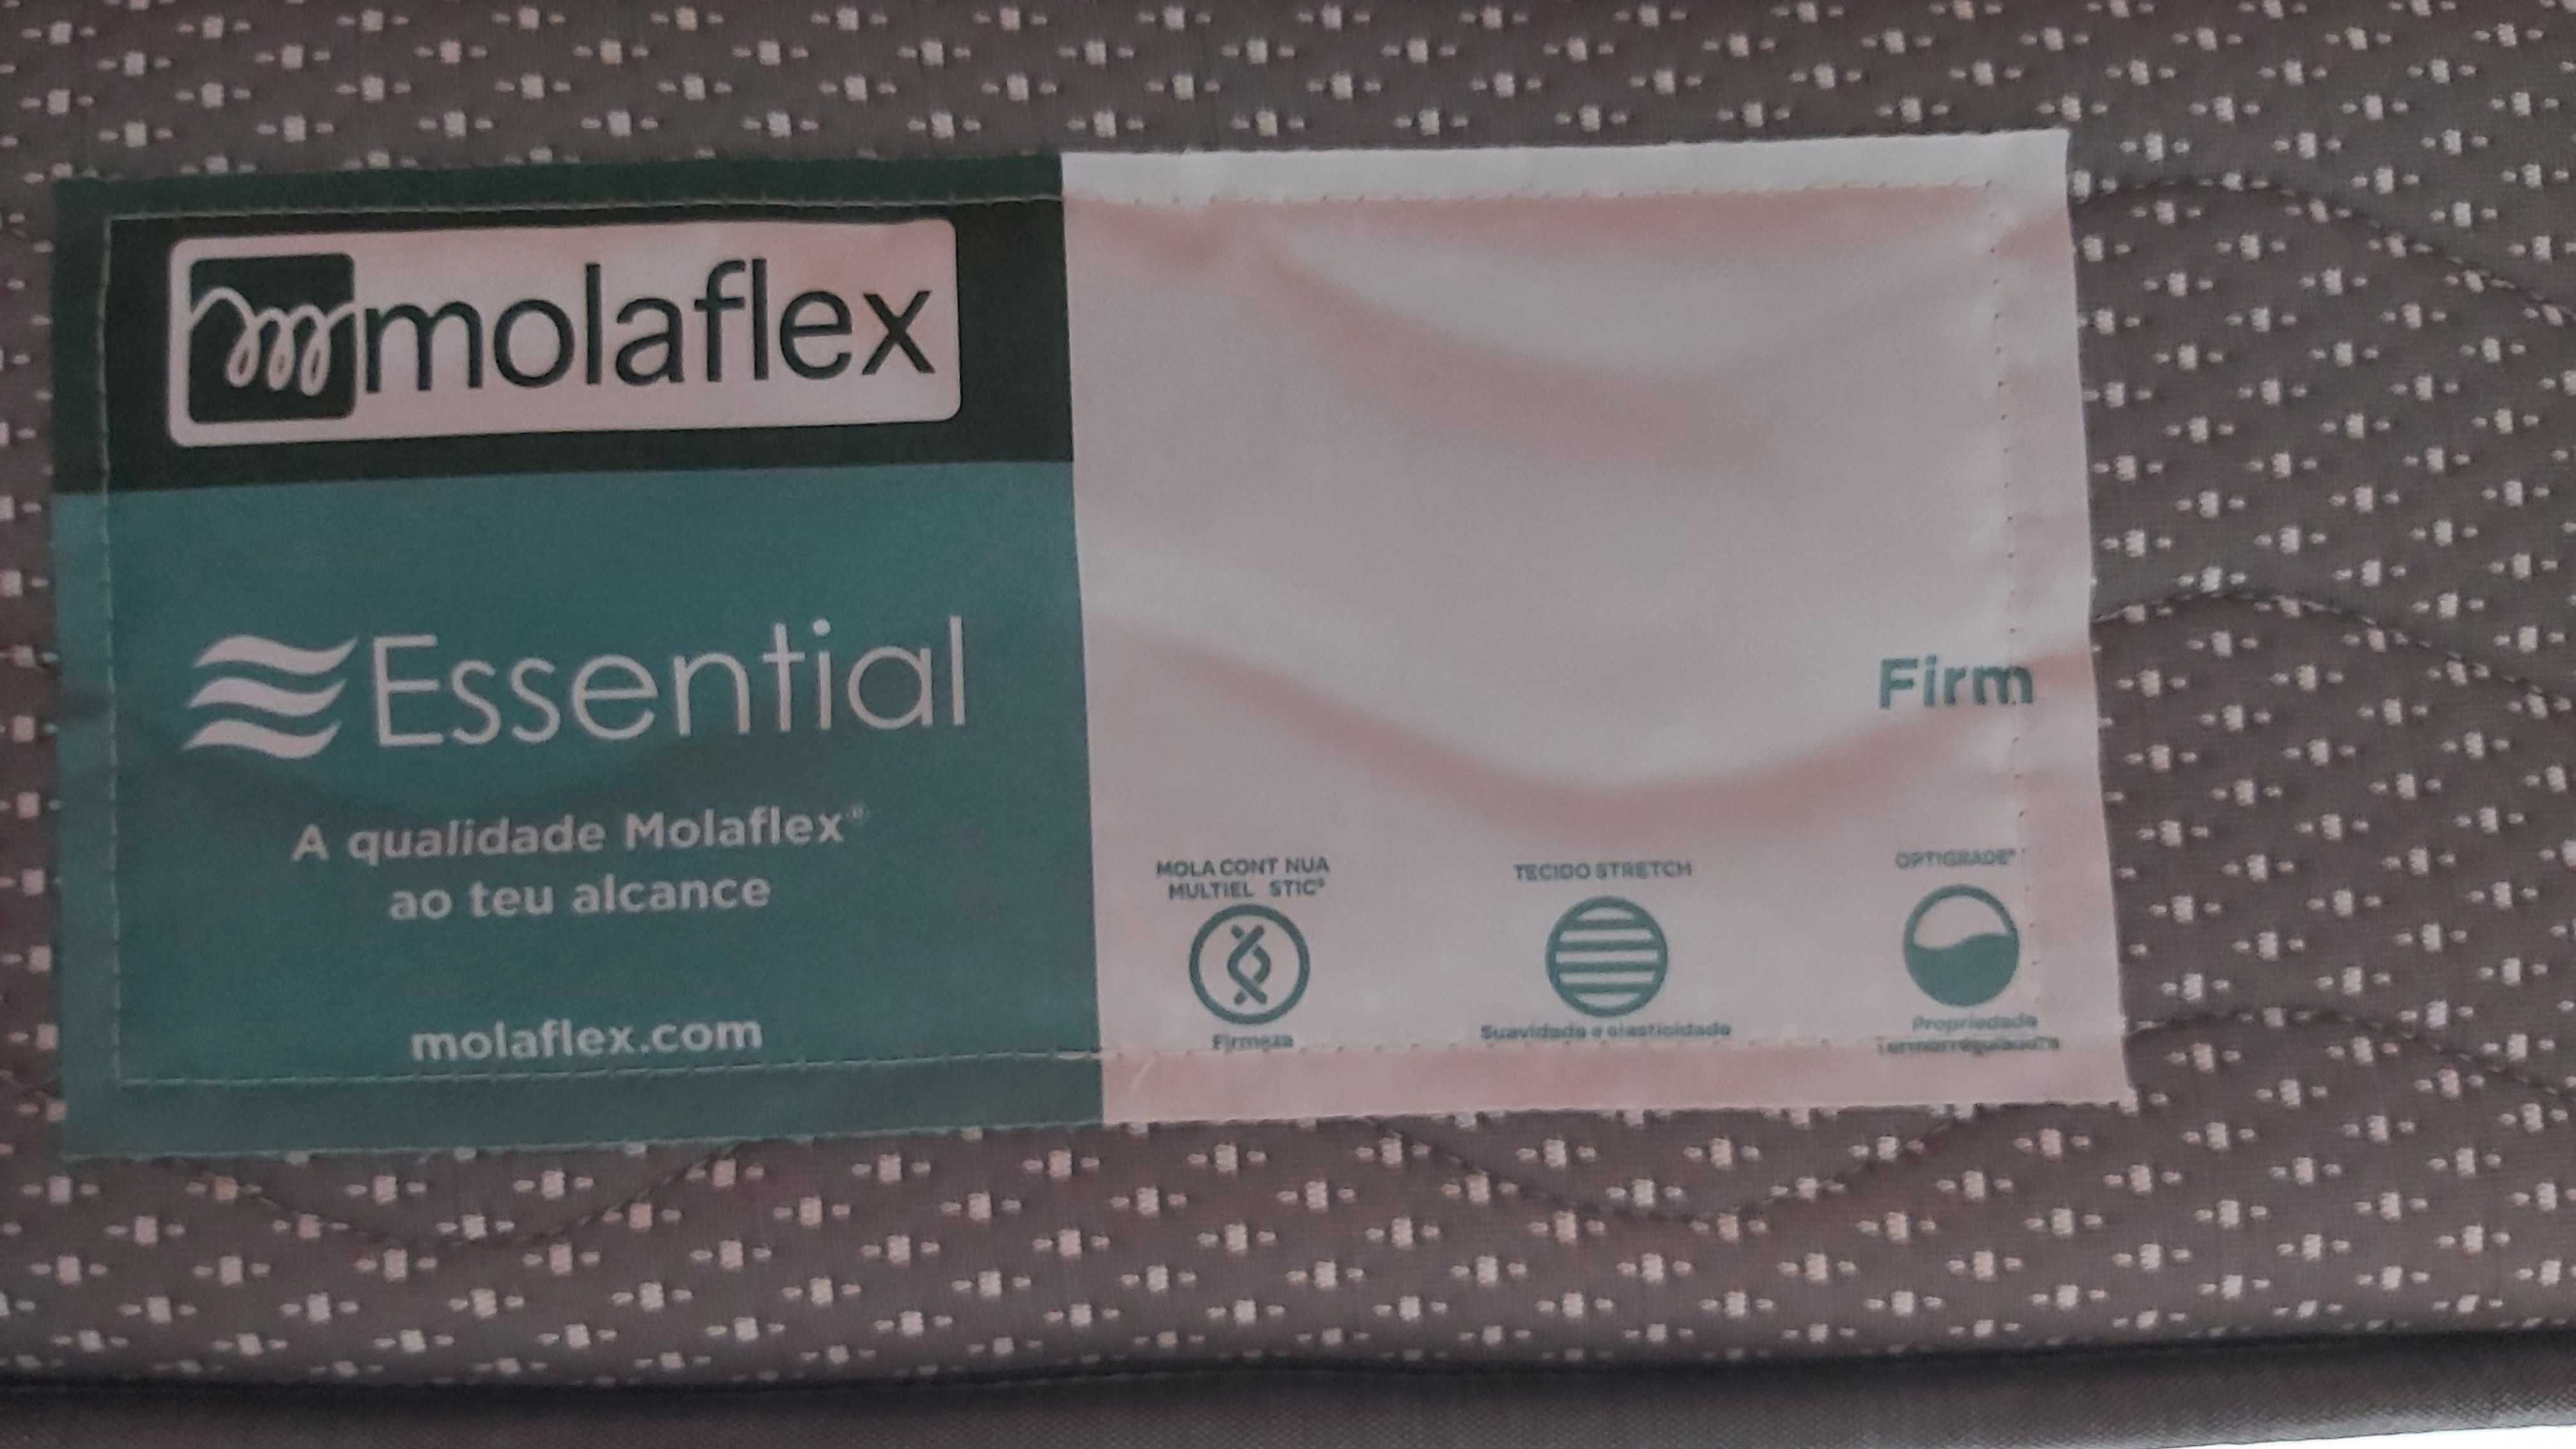 molaflex
Essential
A qualidade Molaflex®
ao teu alcance
molaflex.com
Firm
MOLA CONT NUA
MULTIEL STIC®
Firmeza
TECIDO STRETCH
Suavidade e elasticidade
OPTIGRADE®
Propriedade
Termorreguladora